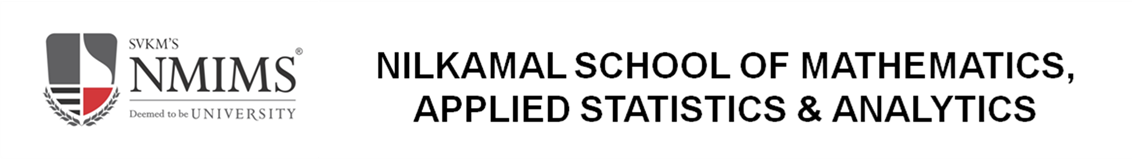 SVKM'S
NMIMS®
Deemed to be UNIVERSITY
NILKAMAL SCHOOL OF MATHEMATICS,
APPLIED STATISTICS & ANALYTICS